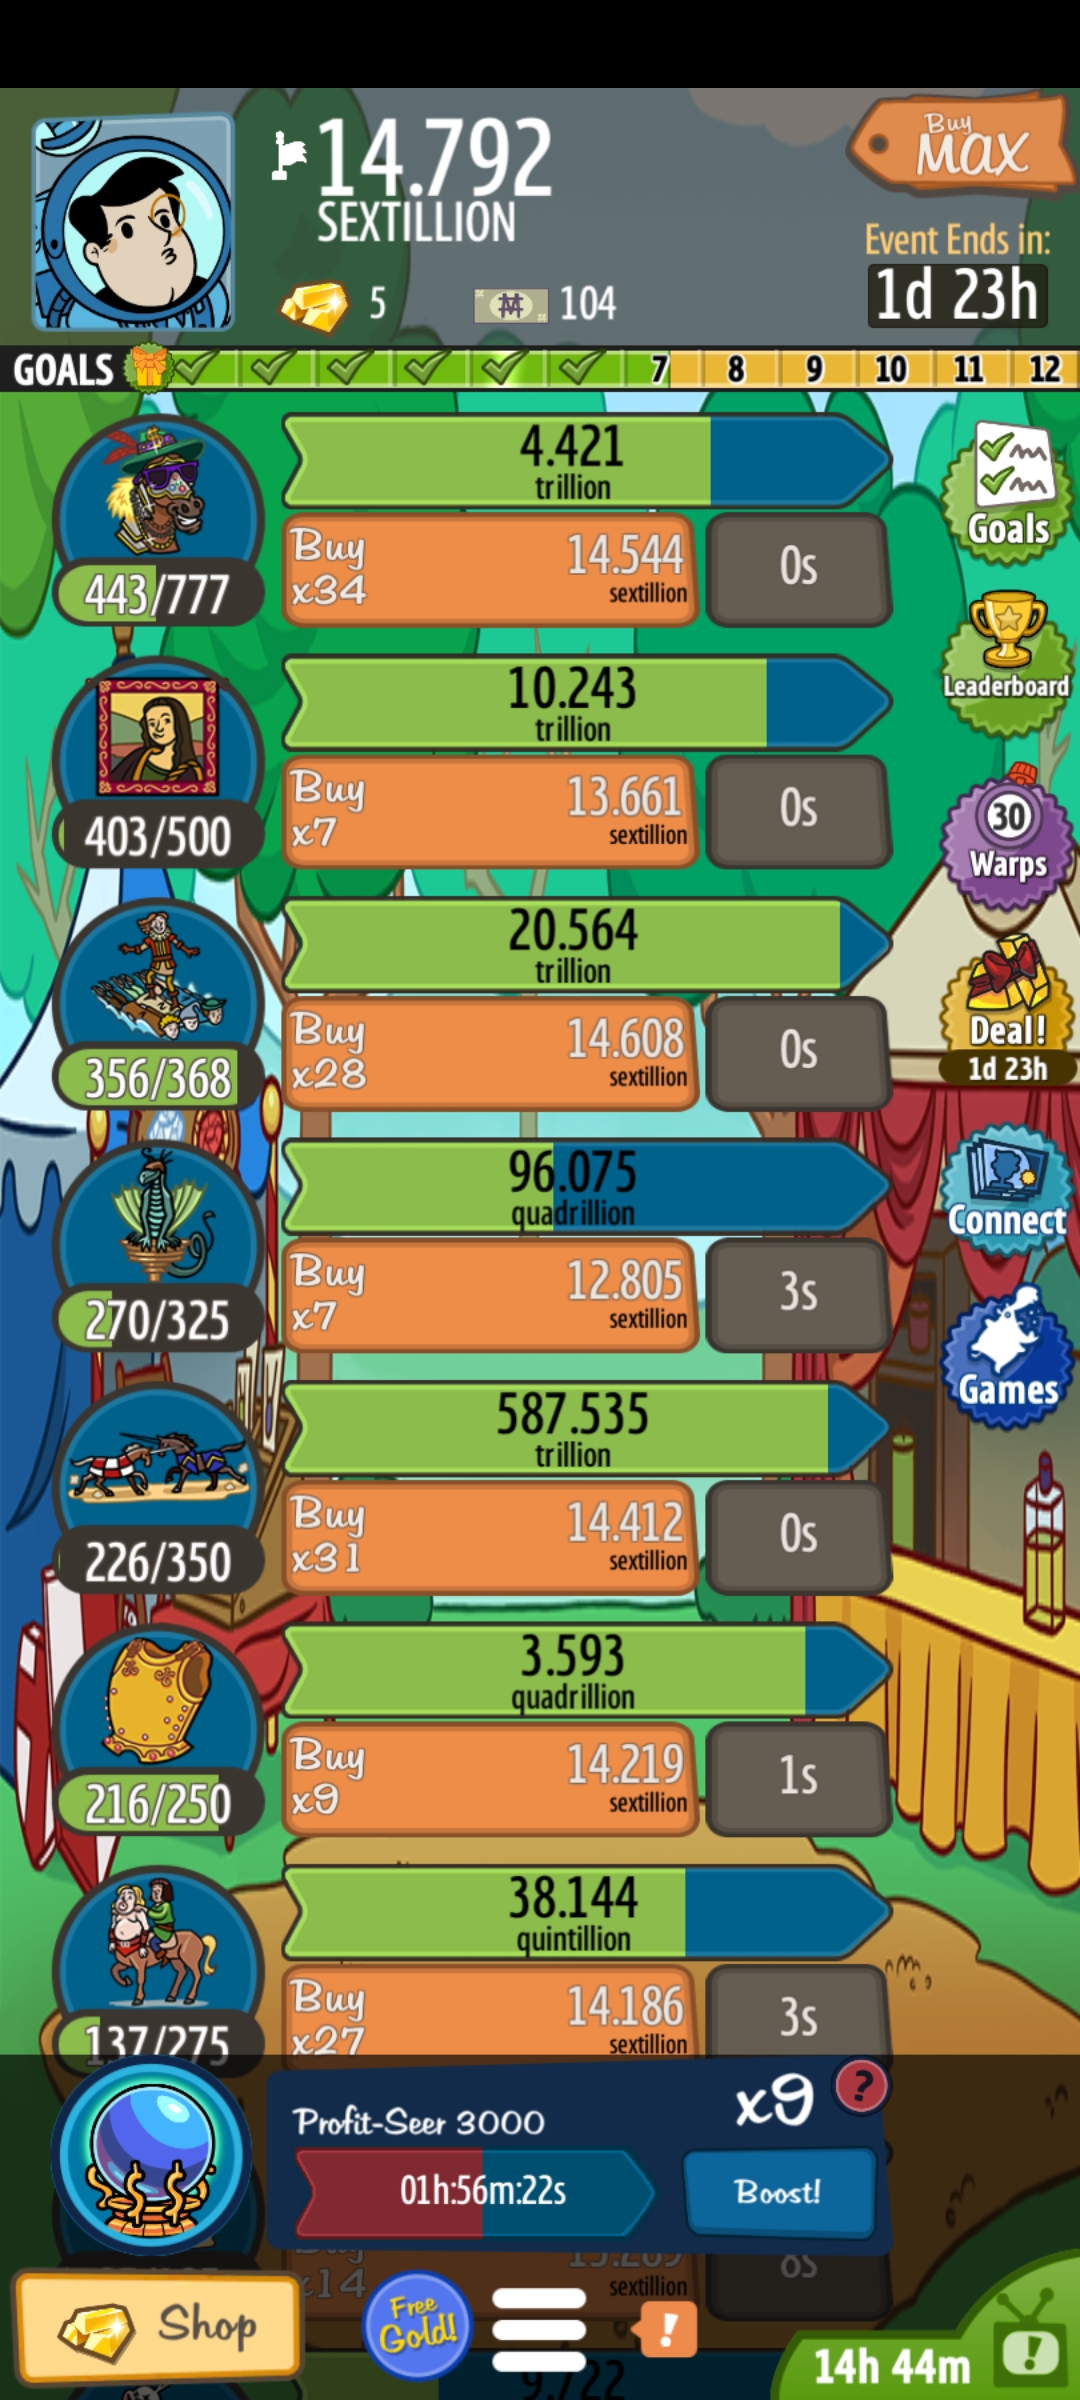 14.792
SEXTILLION
Buy
MAX
Event Ends in:
1d 23h
5
104
GOALS
7
8
9
10
11
12
4.421
trillion
443/777
Buy
x34
14.544
sextillion
0s
Goals
10.243
trillion
403/500
Buy
x7
13.661
sextillion
0s
Leaderboard
30
Warps
20.564
trillion
356/368
Buy
x28
14.608
sextillion
0s
Deal!
1d 23h
96.075
quadrillion
270/325
Buy
x7
12.805
sextillion
3s
Connect
Games
587.535
trillion
226/350
Buy
x31
14.412
sextillion
0s
3.593
quadrillion
216/250
Buy
x9
14.219
sextillion
1s
38.144
quintillion
137/275
Buy
x27
14.186
sextillion
3s
Profit-Seer 3000
x9
?
01h:56m:22s
Boost!
Buy
x14
sextillion
8s
Shop
Free
Gold!
!
14h 44m
!
9.722